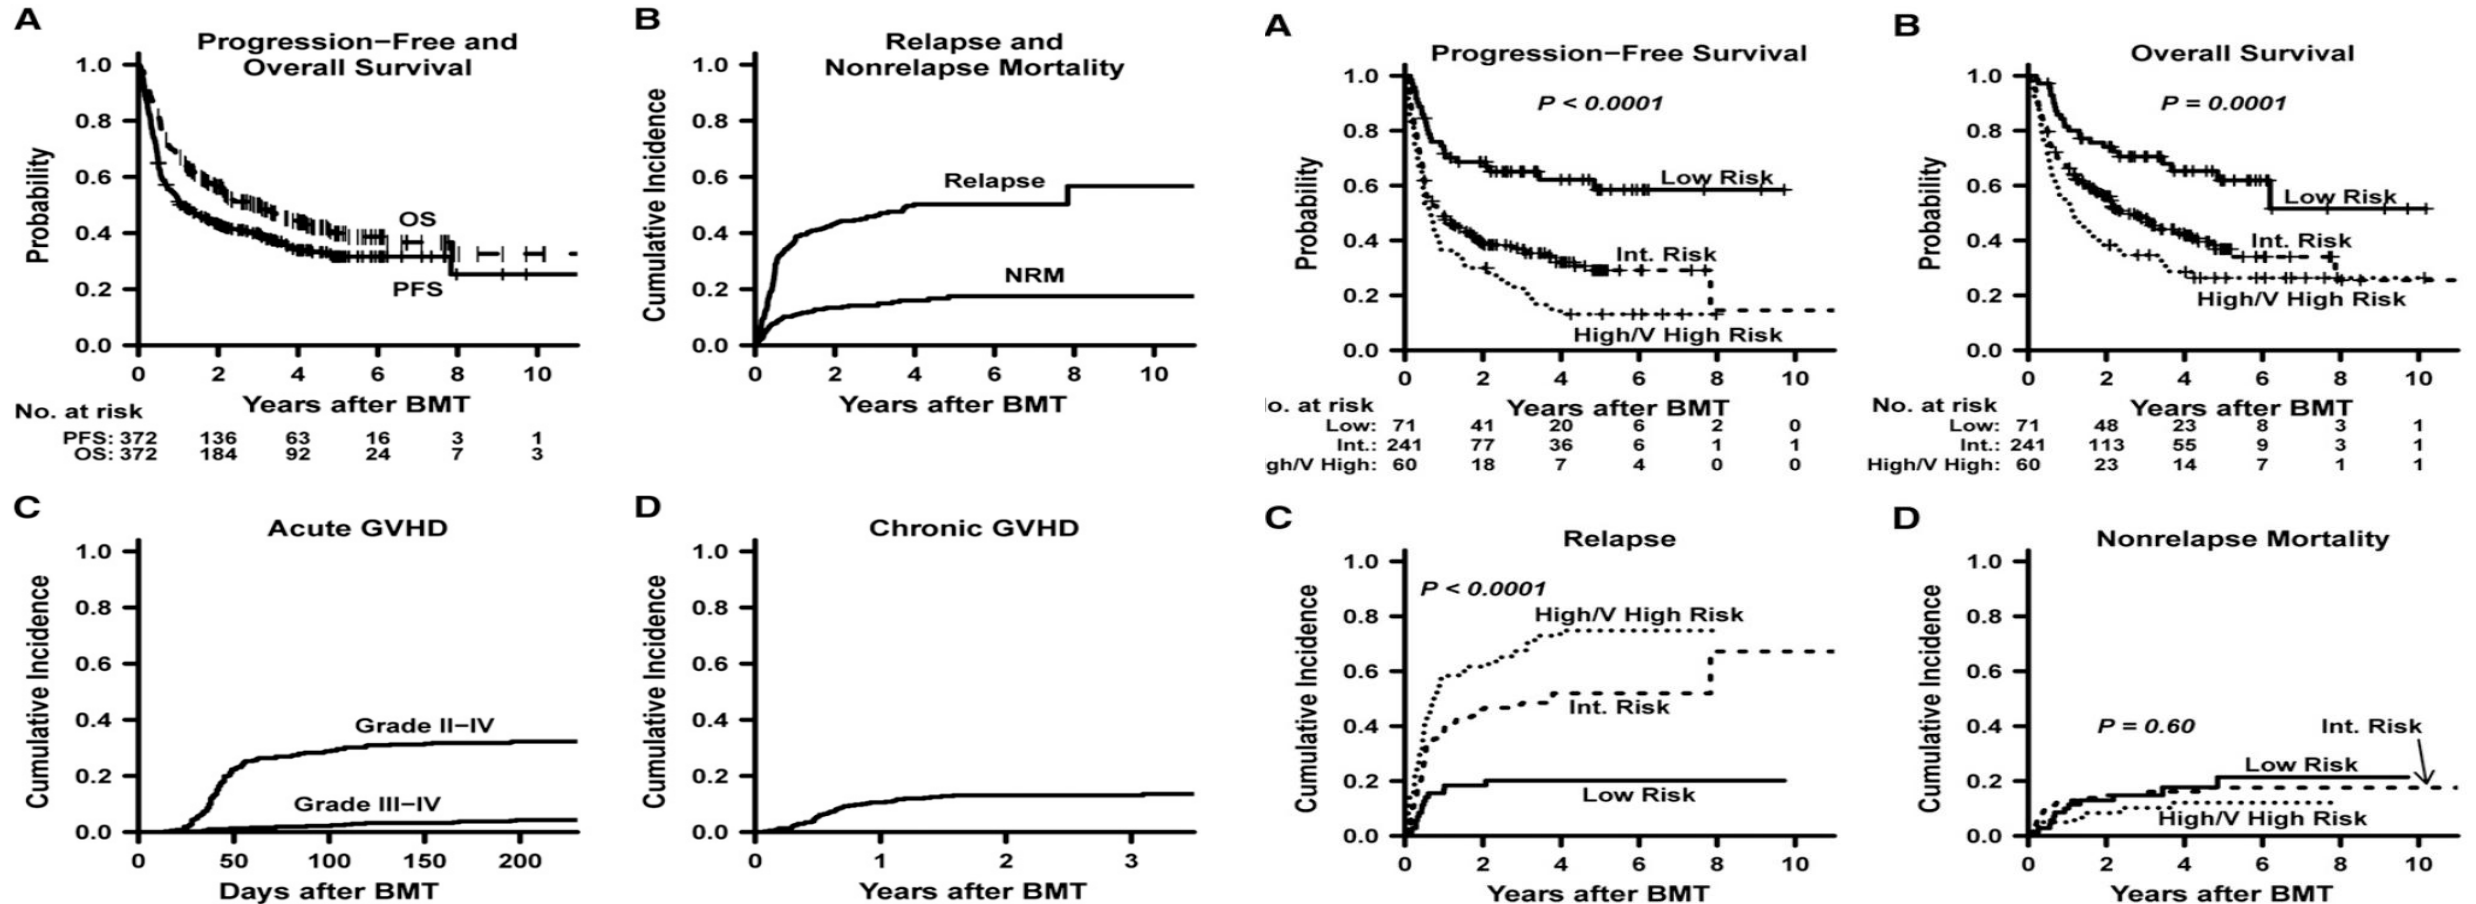 A
Progression−Free and
Overall Survival
Probability
1.0
0.8
0.6
0.4
0.2
0.0
OS
PFS
0 2 4 6 8 10
Years after BMT
No. at risk
PFS: 372 136 63 16 3 1
OS: 372 184 92 24 7 3
B
Relapse and
Nonrelapse Mortality
Cumulative Incidence
1.0
0.8
0.6
0.4
0.2
0.0
Relapse
NRM
0 2 4 6 8 10
Years after BMT
C
Acute GVHD
Cumulative Incidence
1.0
0.8
0.6
0.4
0.2
0.0
Grade II−IV
Grade III−IV
0 50 100 150 200
Days after BMT
D
Chronic GVHD
Cumulative Incidence
1.0
0.8
0.6
0.4
0.2
0.0
0 1 2 3
Years after BMT
A
Progression−Free Survival
Probability
1.0
0.8
0.6
0.4
0.2
0.0
P < 0.0001
Low Risk
Int. Risk
High/V High Risk
0 2 4 6 8 10
Years after BMT
o. at risk
Low: 71 41 20 6 2 0
Int.: 241 77 36 6 1 1
gh/V High: 60 18 7 4 0 0
B
Overall Survival
Probability
1.0
0.8
0.6
0.4
0.2
0.0
P = 0.0001
Low Risk
Int. Risk
High/V High Risk
0 2 4 6 8 10
Years after BMT
No. at risk
Low: 71 48 23 8 3 1
Int.: 241 113 55 9 3 1
High/V High: 60 23 14 7 1 1
C
Relapse
Cumulative Incidence
1.0
0.8
0.6
0.4
0.2
0.0
P < 0.0001
High/V High Risk
Int. Risk
Low Risk
0 2 4 6 8 10
Years after BMT
D
Nonrelapse Mortality
Cumulative Incidence
1.0
0.8
0.6
0.4
0.2
0.0
P = 0.60
Int. Risk
Low Risk
High/V High Risk
0 2 4 6 8 10
Years after BMT